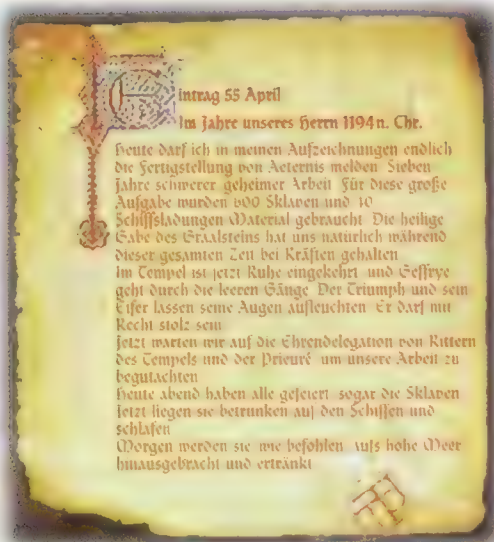 Eintrag 55 April
Im Jahre unseres Herrn 1194 n. Chr.
Heute darf ich in meinen Aufzeichnungen endlich
die Fertigstellung von Aeternis melden Sieben
Jahre schwerer geheimer Arbeit Für diese große
Aufgabe wurden 600 Sklaven und
Schiffsladungen Material gebraucht Die heilige
Gabe des Graalsteins hat uns natürlich während
dieser gesamten Zeit bei Kräften gehalten
Im Tempel ist jetzt Ruhe eingekehrt und Geffrye
geht durch die leeren Gänge Der Triumph und sein
Eifer lassen seine Augen aufleuchten Er darf mit
Recht stolz sein
Jetzt warten wir auf die Ehrendelegation von Rittern
des Tempels und der Prieuré um unsere Arbeit zu
begutachten
Heute abend haben alle gefeiert sogar die Sklaven
Jetzt liegen sie betrunken auf den Schiffen und
schlafen
Morgen werden sie wie befohlen aufs hohe Meer
hinausgebracht und ertränkt